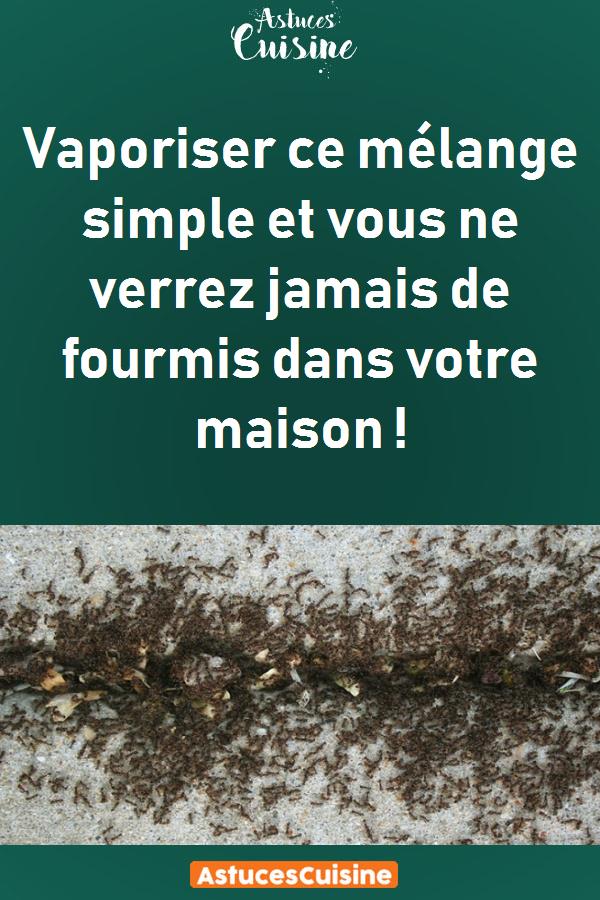 Astuces
Cuisine
Vaporiser ce mélange
simple et vous ne
verrez jamais de
fourmis dans votre
maison !
AstucesCuisine